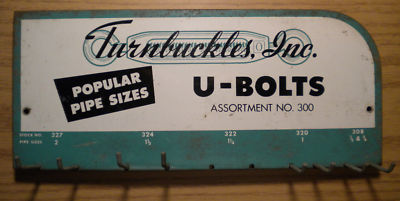 Turnbuckles, Inc.
POPULAR
PIPE SIZES
U-BOLTS
ASSORTMENT NO. 300
STOCK NO. 327 324 322 320 308
PIPE SIZES 2 1½ 1¼ 1